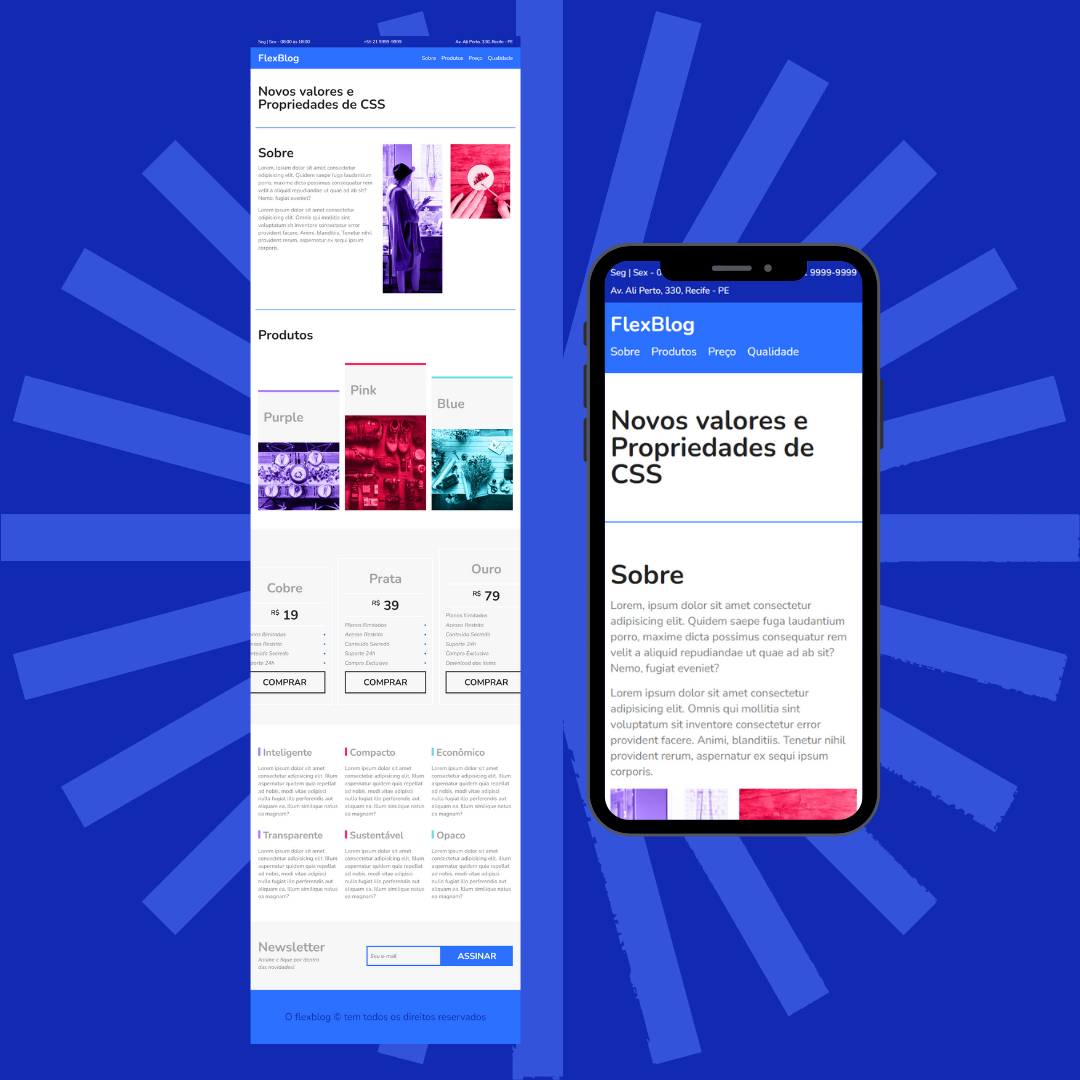 Seg | Sex - 08:00 às 18:00
+55 21 9999-9999
Av. Ali Perto, 330, Recife - PE
FlexBlog
Sobre Produtos Preço Qualidade
Novos valores e
Propriedades de CSS
Sobre
Lorem, ipsum dolor sit amet consectetur
adipisicing elit. Quidem saepe fuga laudantium
porro, maxime dicta possimus consequatur rem
velit a aliquid repudiandae ut quae ad ab sit?
Nemo, fugiat eveniet?
Lorem ipsum dolor sit amet consectetur
adipisicing elit. Omnis qui mollitia sint
voluptatum sit inventore consectetur error
provident facere. Animi, blanditiis. Tenetur nihil
provident rerum, aspernatur ex sequi ipsum
corporis.
Produtos
Purple
Pink
Blue
Cobre
R$ 19
nos Ilimitados
esso Restrito
nteúdo Secredo
porte 24h
COMPRAR
Prata
R$ 39
Planos Ilimitados
Acesso Restrito
Conteúdo Secredo
Suporte 24h
Compra Exclusiva
COMPRAR
Ouro
R$ 79
Planos Ilimitados
Acesso Restrito
Conteúdo Secredo
Suporte 24h
Compra Exclusiva
Download dos Itens
COMPRAR
Inteligente
Lorem ipsum dolor sit amet
consectetur adipisicing elit. Illum
aspernatur quidem quia repellat
ad nobis, modi vitae adipisci
nulla fugiat illo perferendis aut
aliquam ea. Illum similique natus
ea magnam?
Compacto
Lorem ipsum dolor sit amet
consectetur adipisicing elit. Illum
aspernatur quidem quia repellat
ad nobis, modi vitae adipisci
nulla fugiat illo perferendis aut
aliquam ea. Illum similique natus
ea magnam?
Econômico
Lorem ipsum dolor sit amet
consectetur adipisicing elit. Illum
aspernatur quidem quia repellat
ad nobis, modi vitae adipisci
nulla fugiat illo perferendis aut
aliquam ea. Illum similique natus
ea magnam?
Transparente
Lorem ipsum dolor sit amet
consectetur adipisicing elit. Illum
aspernatur quidem quia repellat
ad nobis, modi vitae adipisci
nulla fugiat illo perferendis aut
aliquam ea. Illum similique natus
ea magnam?
Sustentável
Lorem ipsum dolor sit amet
consectetur adipisicing elit. Illum
aspernatur quidem quia repellat
ad nobis, modi vitae adipisci
nulla fugiat illo perferendis aut
aliquam ea. Illum similique natus
ea magnam?
Opaco
Lorem ipsum dolor sit amet
consectetur adipisicing elit. Illum
aspernatur quidem quia repellat
ad nobis, modi vitae adipisci
nulla fugiat illo perferendis aut
aliquam ea. Illum similique natus
ea magnam?
Newsletter
Assine e fique por dentro
das novidades!
Seu e-mail
ASSINAR
O flexblog © tem todos os direitos reservados
Seg | Sex - 0
9999-9999
Av. Ali Perto, 330, Recife - PE
FlexBlog
Sobre Produtos Preço Qualidade
Novos valores e
Propriedades de
CSS
Sobre
Lorem, ipsum dolor sit amet consectetur
adipisicing elit. Quidem saepe fuga laudantium
porro, maxime dicta possimus consequatur rem
velit a aliquid repudiandae ut quae ad ab sit?
Nemo, fugiat eveniet?
Lorem ipsum dolor sit amet consectetur
adipisicing elit. Omnis qui mollitia sint
voluptatum sit inventore consectetur error
provident facere. Animi, blanditiis. Tenetur nihil
provident rerum, aspernatur ex sequi ipsum
corporis.